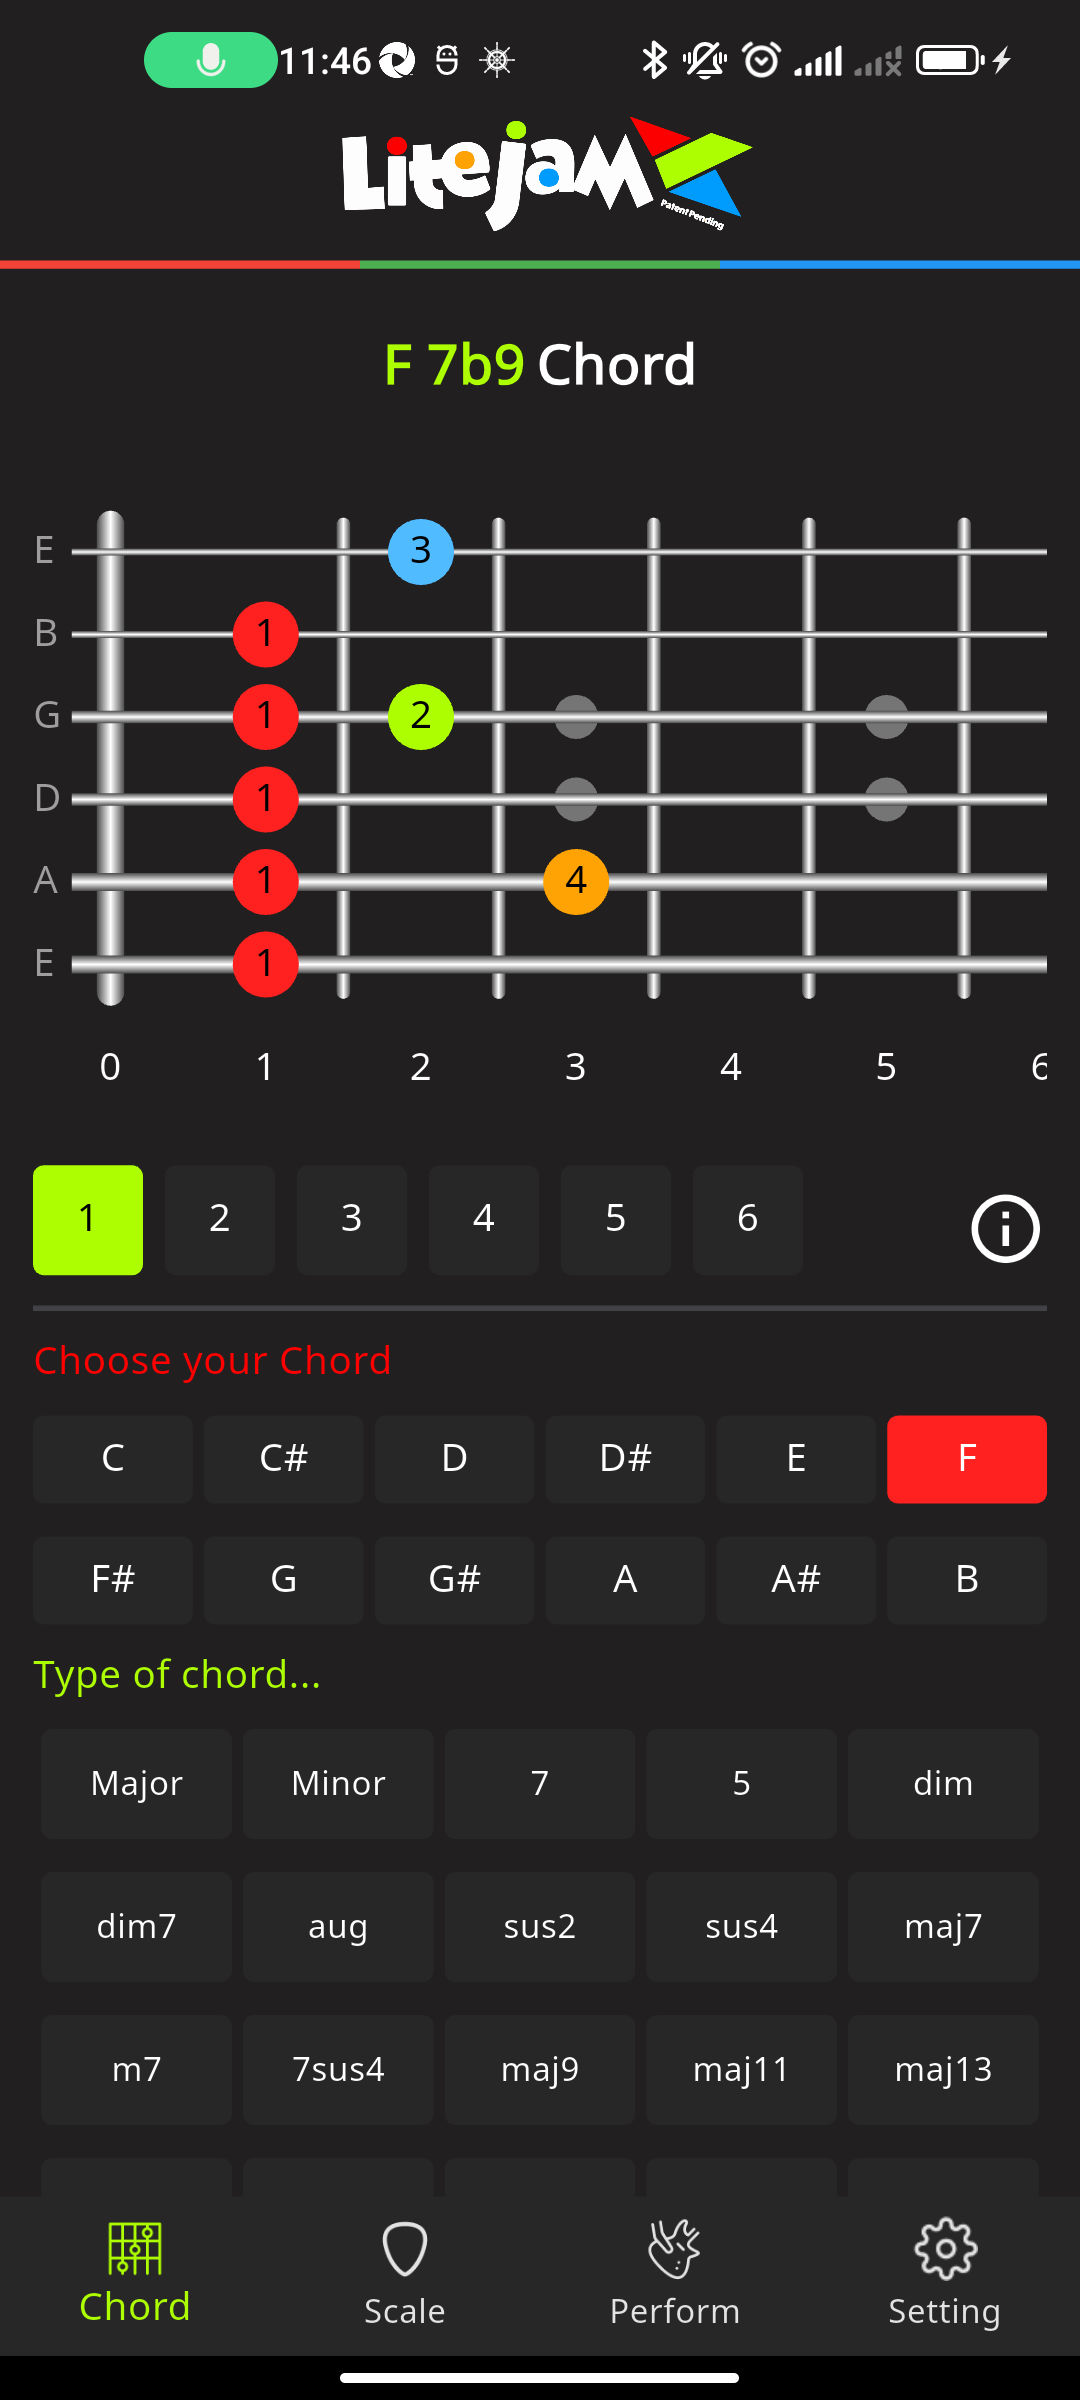 11:46
LiteJam
Patent Pending
F 7b9 Chord
E 3
B 1
G 1 2
D 1
A 1 4
E 1
0 1 2 3 4 5 6
1 2 3 4 5 6
Choose your Chord
C C# D D# E F
F# G G# A A# B
Type of chord...
Major Minor 7 5 dim
dim7 aug sus2 sus4 maj7
m7 7sus4 maj9 maj11 maj13
Chord Scale Perform Setting